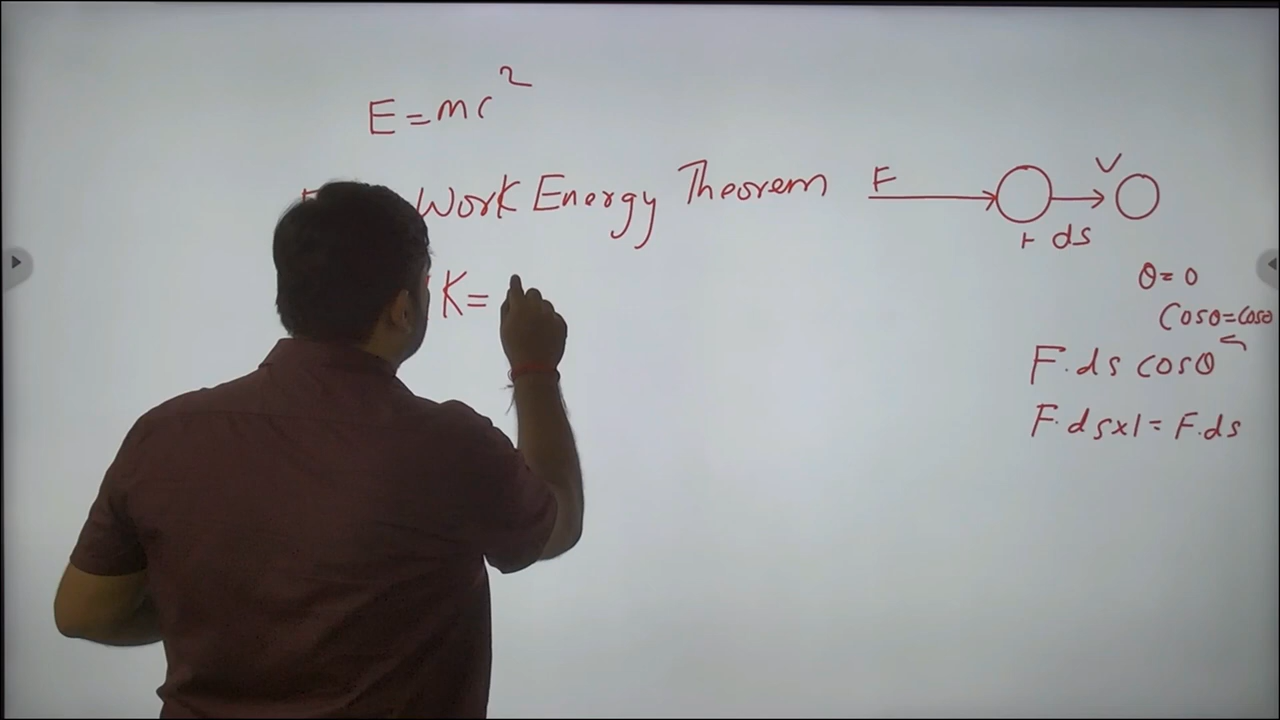 E=mc²
Work Energy Theorem
K=
F
V
ds
θ= 0
Cosθ=Cos0
F.ds cosθ
F.ds×1= F.ds